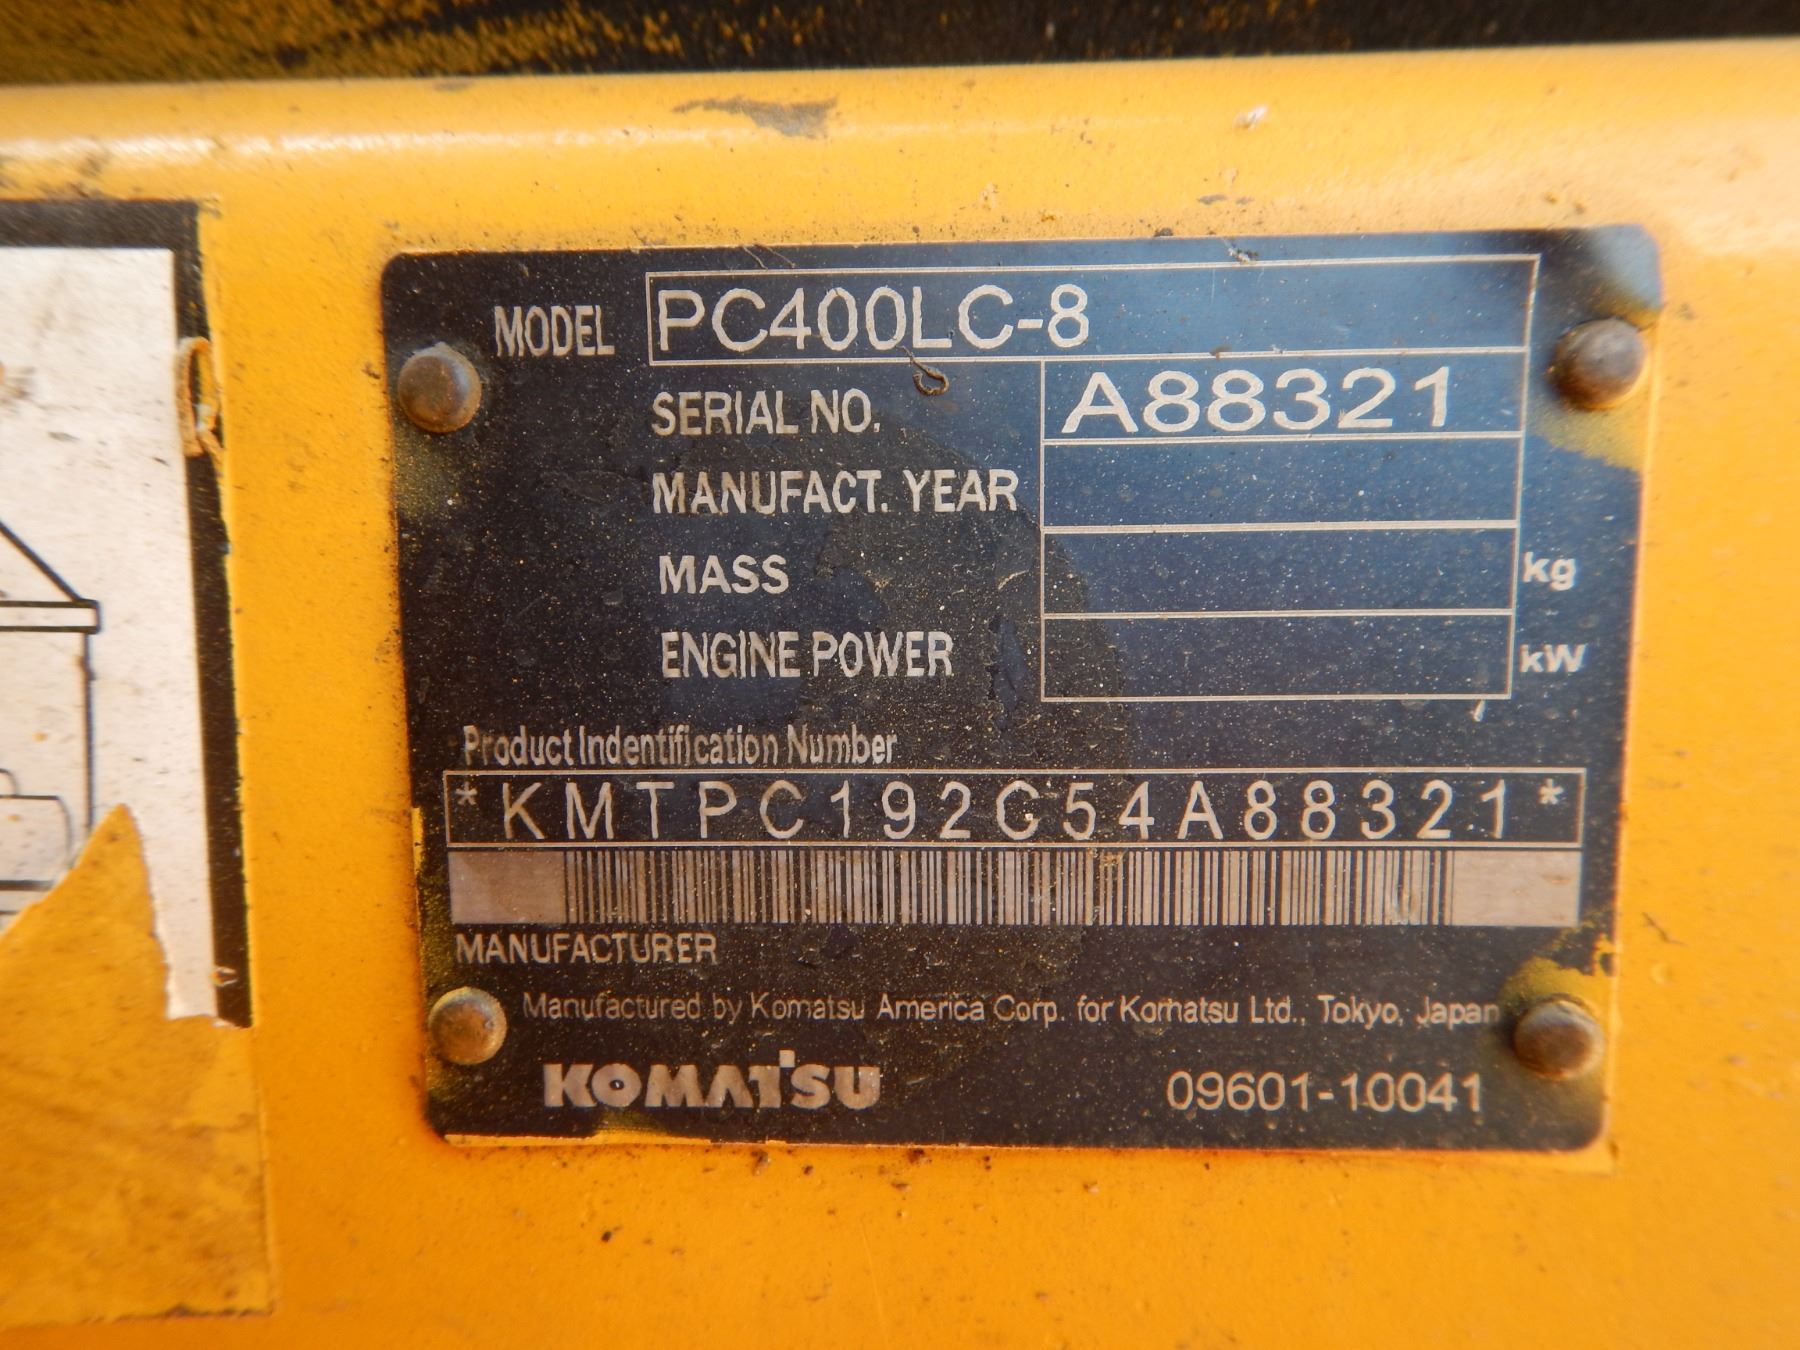 MODEL PC400LC-8
SERIAL NO. A88321
MANUFACT. YEAR
MASS kg
ENGINE POWER kW
Product Indentification Number
*KMTPC192C54A88321*
MANUFACTURER
Manufactured by Komatsu America Corp. for Komatsu Ltd., Tokyo, Japan
KOMATSU 09601-10041